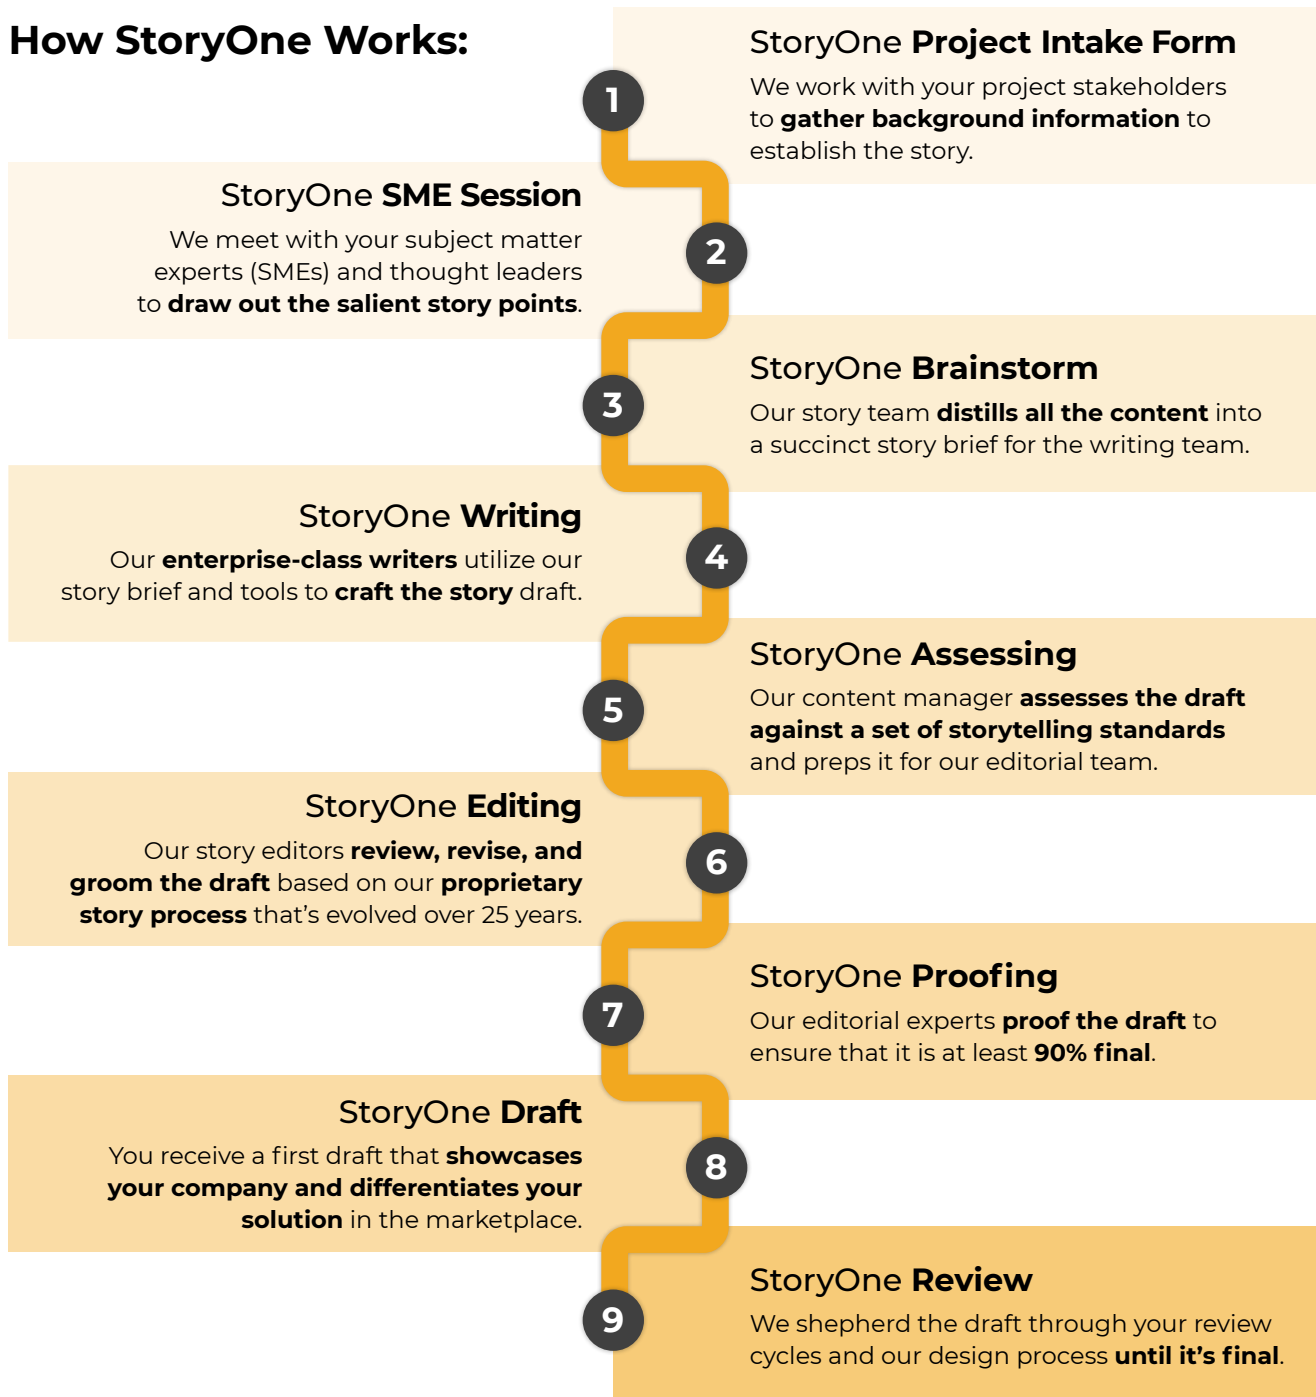 How StoryOne Works:
1
StoryOne Project Intake Form
We work with your project stakeholders
to gather background information to
establish the story.
2
StoryOne SME Session
We meet with your subject matter
experts (SMEs) and thought leaders
to draw out the salient story points.
3
StoryOne Brainstorm
Our story team distills all the content into
a succinct story brief for the writing team.
4
StoryOne Writing
Our enterprise-class writers utilize our
story brief and tools to craft the story draft.
5
StoryOne Assessing
Our content manager assesses the draft
against a set of storytelling standards
and preps it for our editorial team.
6
StoryOne Editing
Our story editors review, revise, and
groom the draft based on our proprietary
story process that's evolved over 25 years.
7
StoryOne Proofing
Our editorial experts proof the draft to
ensure that it is at least 90% final.
8
StoryOne Draft
You receive a first draft that showcases
your company and differentiates your
solution in the marketplace.
9
StoryOne Review
We shepherd the draft through your review
cycles and our design process until it's final.